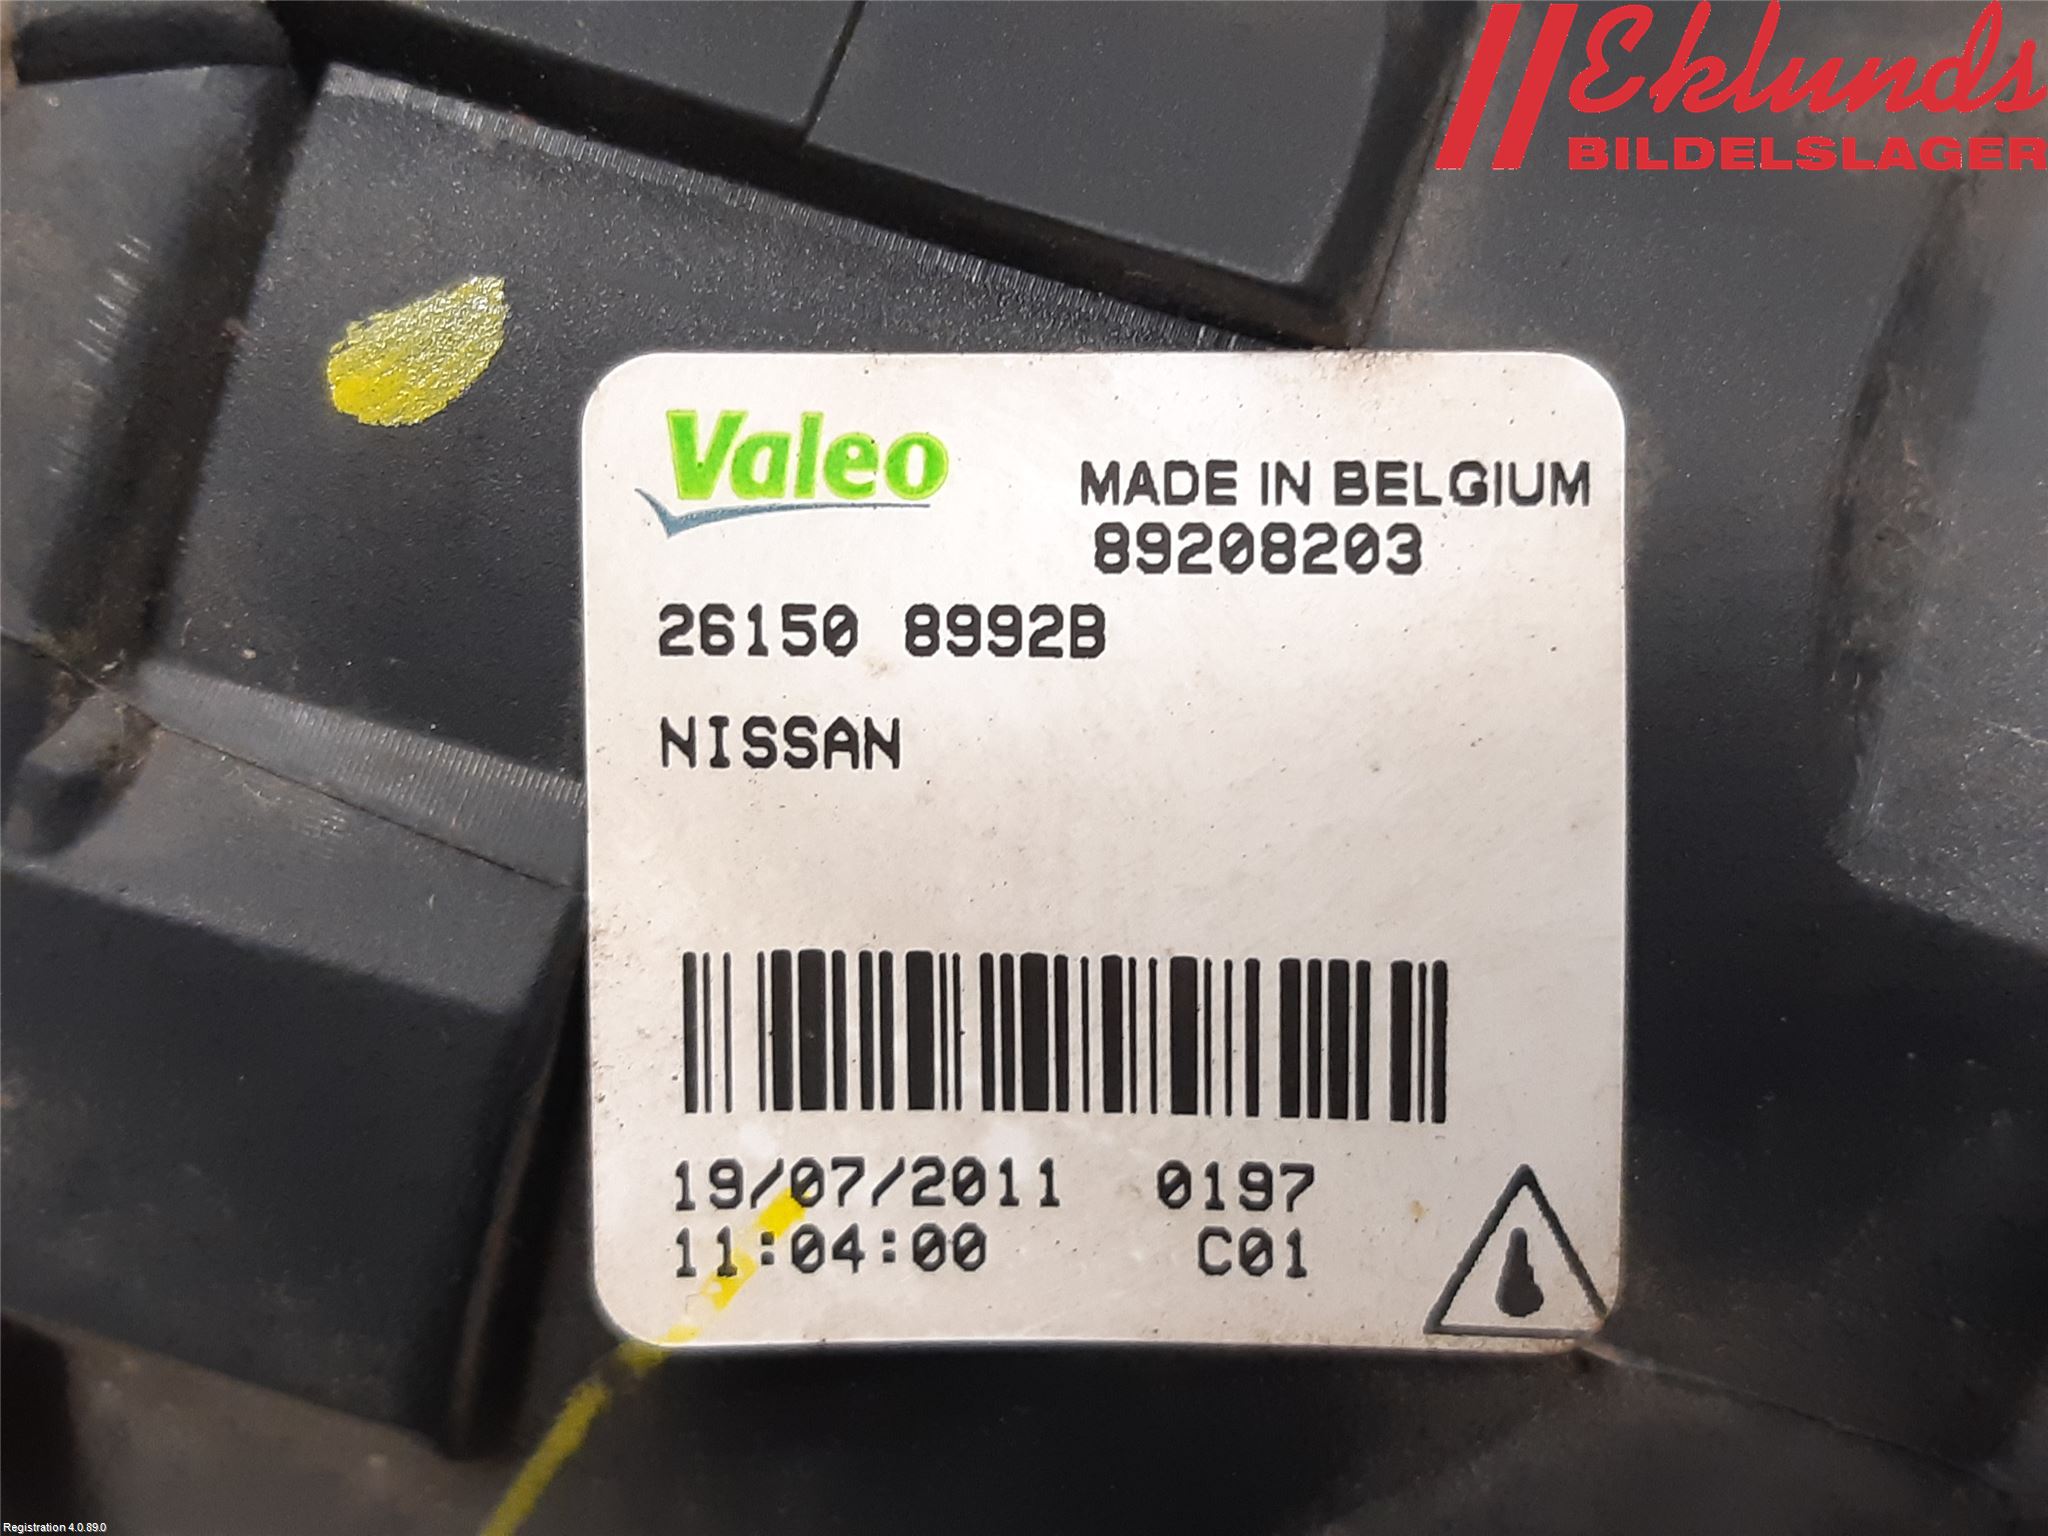 Eklunds
BILDELSLAGER
Valeo
MADE IN BELGIUM
89208203
26150 8992B
NISSAN
19/07/2011 0197
11:04:00 C01
Registration 4.0.89.0